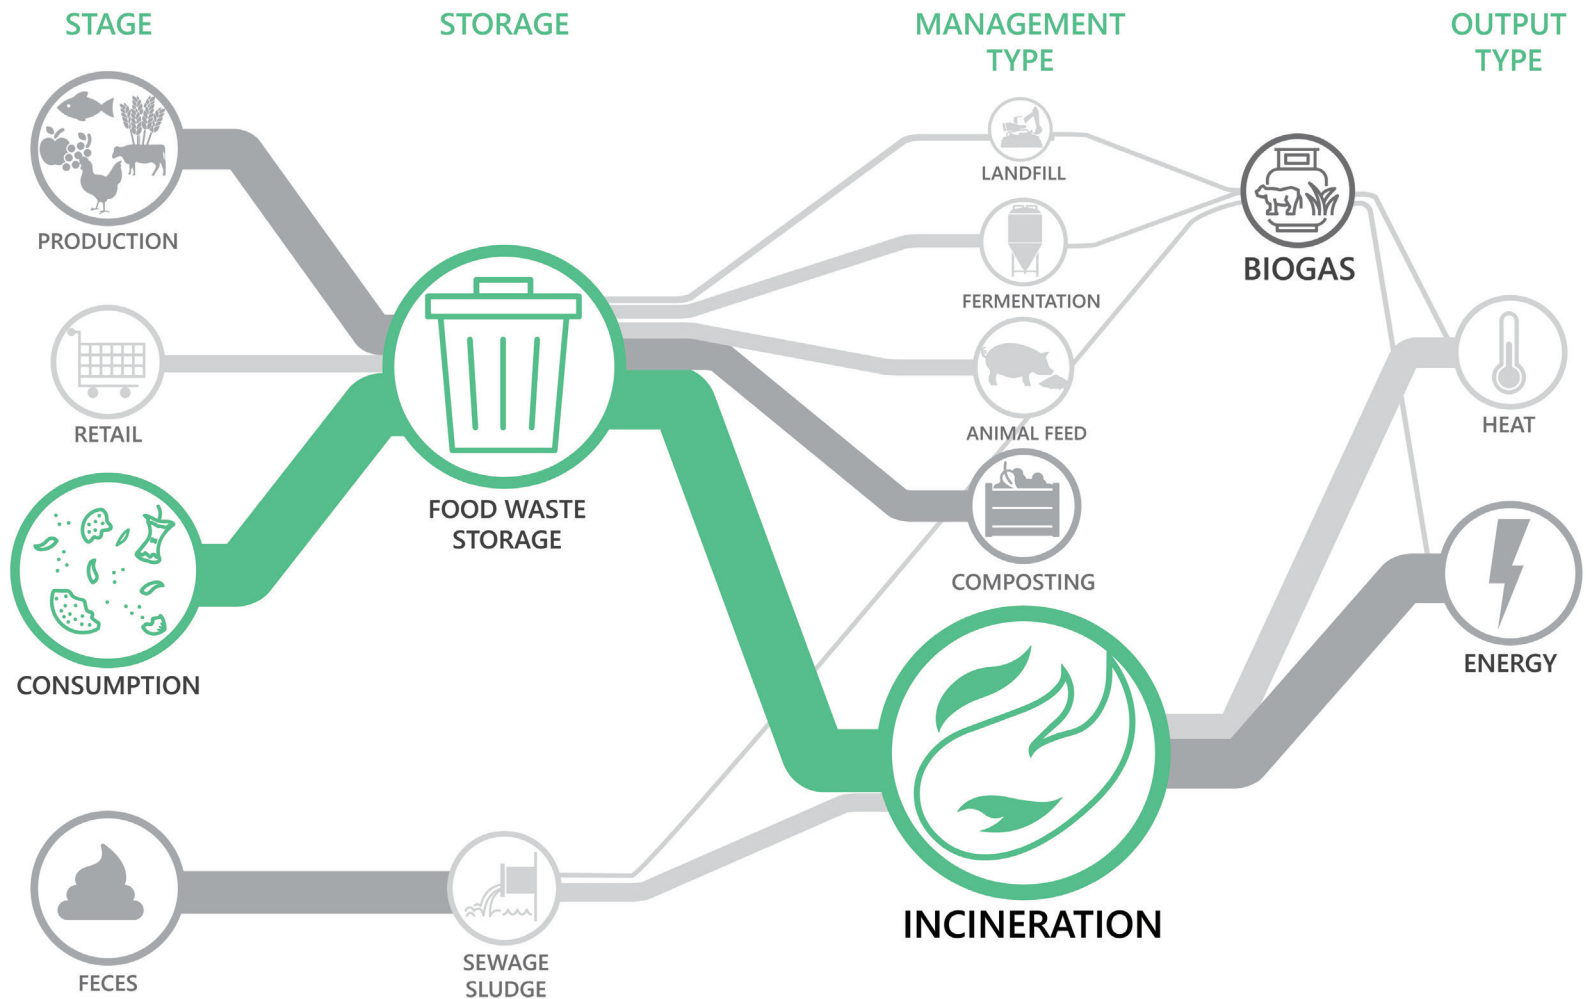 STAGE
STORAGE
MANAGEMENT
TYPE
OUTPUT
TYPE
PRODUCTION
RETAIL
CONSUMPTION
FECES
FOOD WASTE
STORAGE
SEWAGE
SLUDGE
LANDFILL
FERMENTATION
ANIMAL FEED
COMPOSTING
INCINERATION
BIOGAS
HEAT
ENERGY